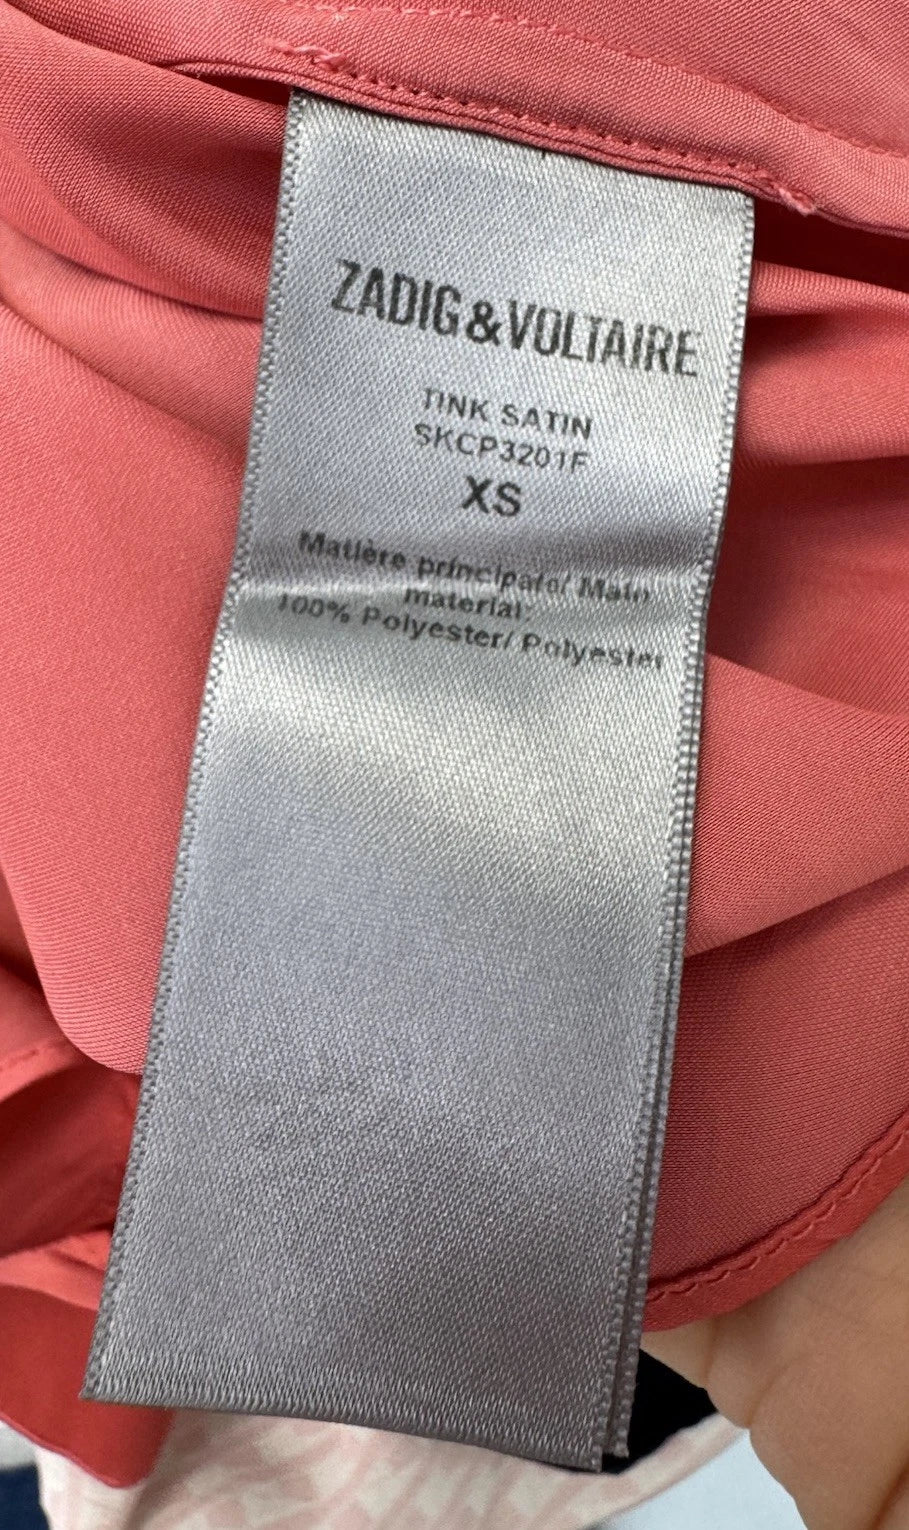 ZADIG&VOLTAIRE
TINK SATIN
SKCP3201F
XS
Matière principale/ Main
material:
100% Polyester/ Polyester